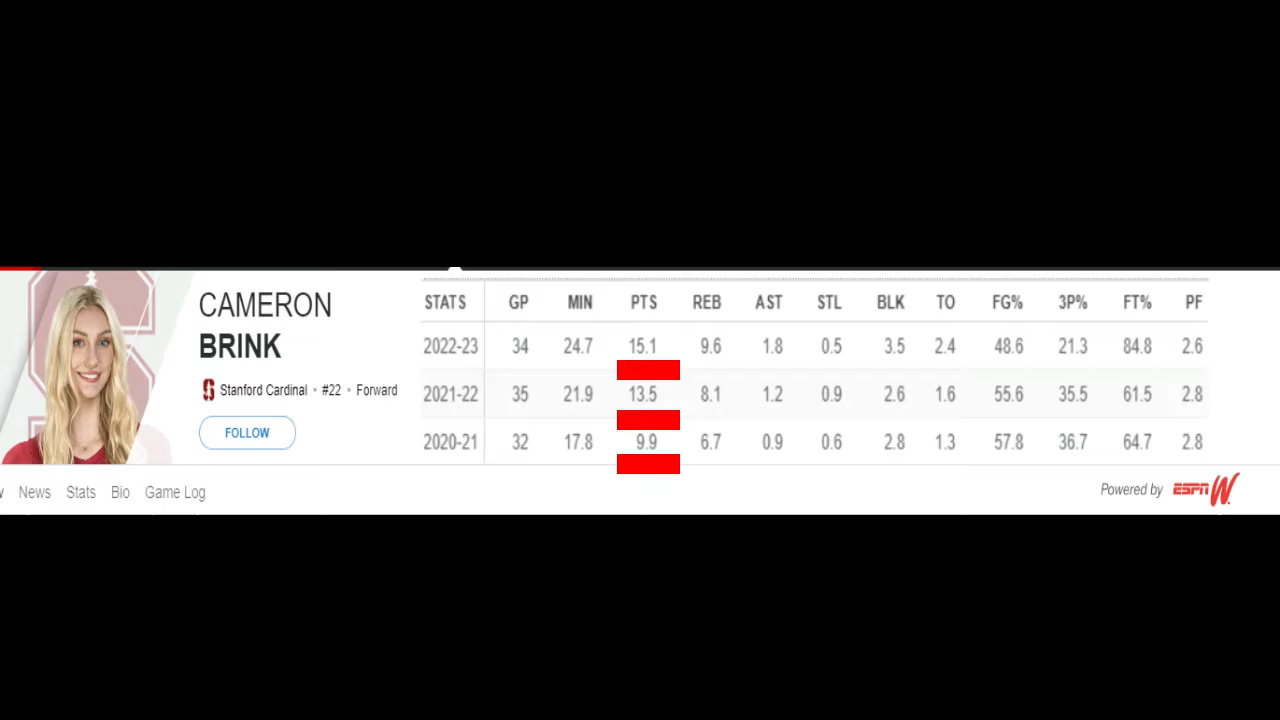 CAMERON
BRINK
Stanford Cardinal • #22 • Forward
FOLLOW
STATS GP MIN PTS REB AST STL BLK TO FG% 3P% FT% PF
2022-23 34 24.7 15.1 9.6 1.8 0.5 3.5 2.4 48.6 21.3 84.8 2.6
2021-22 35 21.9 13.5 8.1 1.2 0.9 2.6 1.6 55.6 35.5 61.5 2.8
2020-21 32 17.8 9.9 6.7 0.9 0.6 2.8 1.3 57.8 36.7 64.7 2.8
News Stats Bio Game Log
Powered by ESPN W